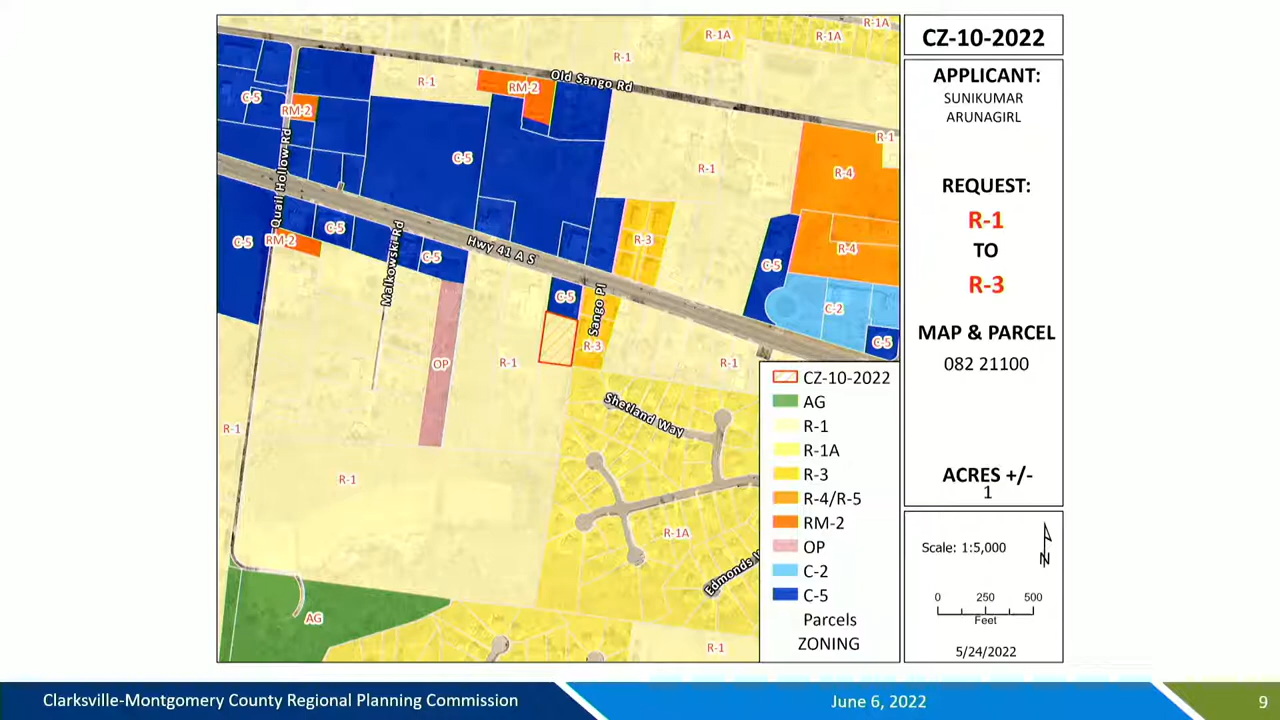 R-1A
R-1A
R-1A
R-1
Old Sango Rd
R-1
RM-2
C-5
RM-2
R-1
C-5
R-1
R-4
Quail Hollow Rd
C-5
RM-2
C-5
Malkowski Rd
C-5
Hwy 41 A S
R-3
R-4
C-5
C-5
Sango Pl
C-2
C-5
R-3
OP
R-1
R-1
R-1
Shetland Way
R-1
R-1A
Edmonds
AG
R-1
CZ-10-2022
AG
R-1
R-1A
R-3
R-4/R-5
RM-2
OP
C-2
C-5
Parcels
ZONING
CZ-10-2022
APPLICANT:
SUNIKUMAR
ARUNAGIRL
REQUEST:
R-1
TO
R-3
MAP & PARCEL
082 21100
ACRES +/-
1
Scale: 1:5,000
N
0 250 500
Feet
5/24/2022
Clarksville-Montgomery County Regional Planning Commission
June 6, 2022
9